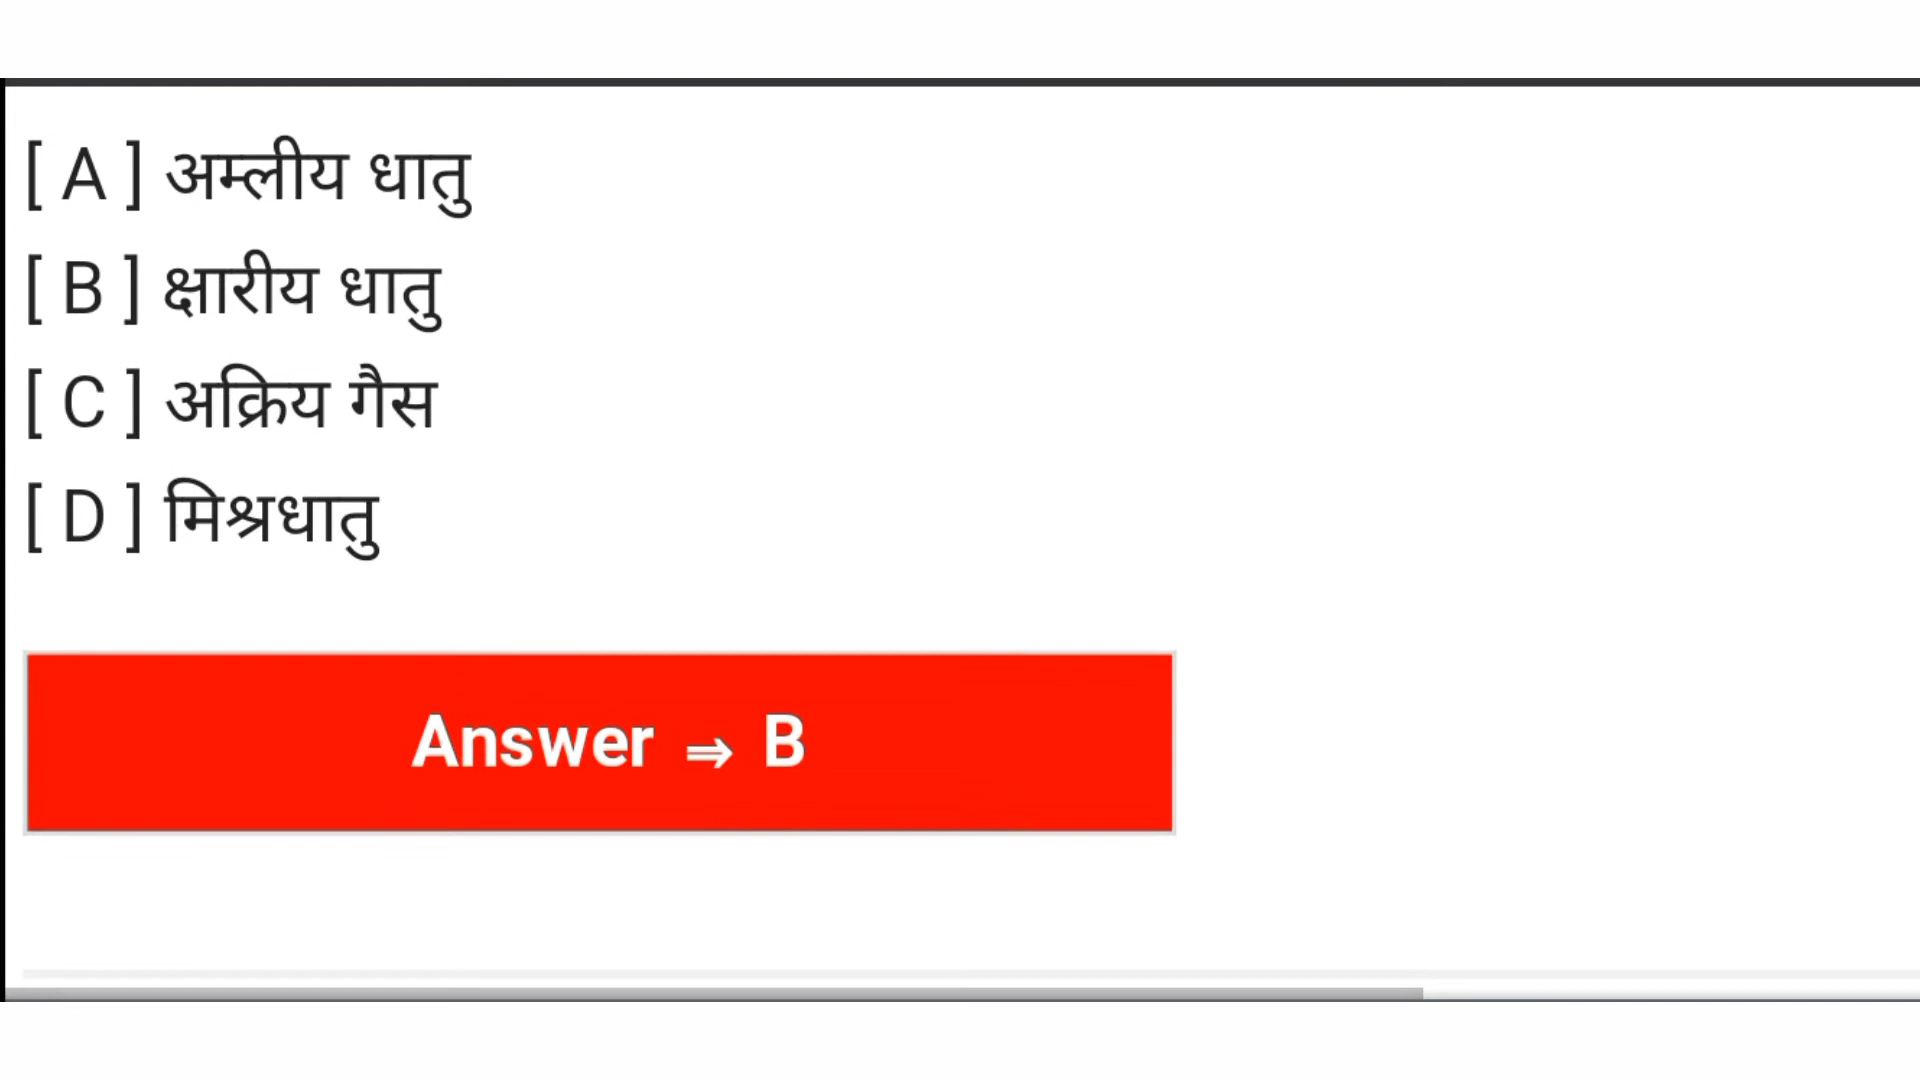 [ A ] अम्लीय धातु
[ B ] क्षारीय धातु
[ C ] अक्रिय गैस
[ D ] मिश्रधातु
Answer ⇒ B